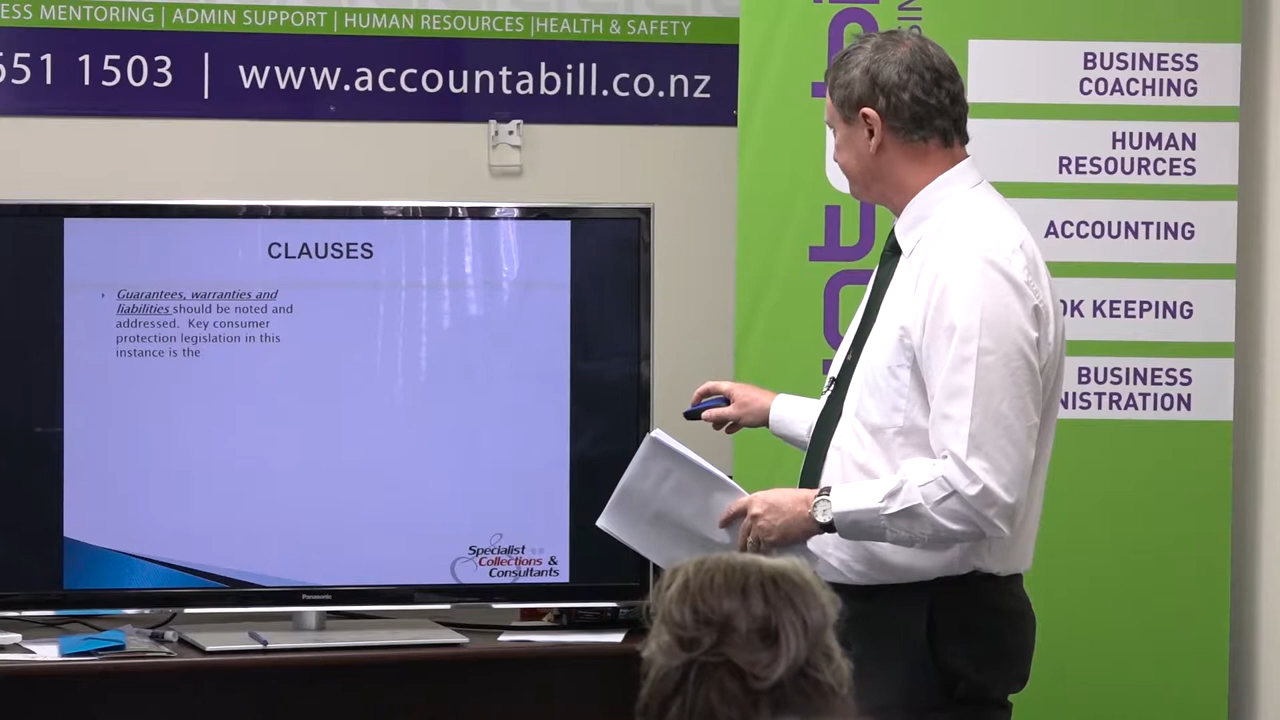 ESS MENTORING | ADMIN SUPPORT | HUMAN RESOURCES |HEALTH & SAFETY
551 1503 | www.accountabill.co.nz
CLAUSES
Guarantees, warranties and
liabilities should be noted and
addressed. Key consumer
protection legislation in this
instance is the
Specialist
Collections &
Consultants
Panasonic
BUSINESS
COACHING
HUMAN
RESOURCES
ACCOUNTING
OK KEEPING
BUSINESS
NISTRATION